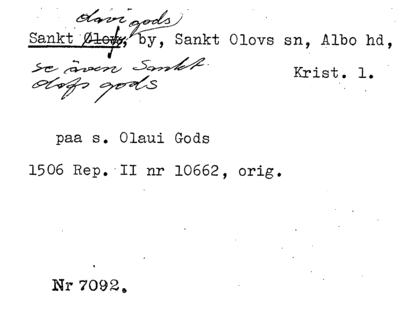 olavi gods
Sankt Olofs, by, Sankt Olovs sn, Albo hd,
se även Sankt Krist. l.
olofs gods
paa s. Olaui Gods
1506 Rep. II nr 10662, orig.
Nr 7092.